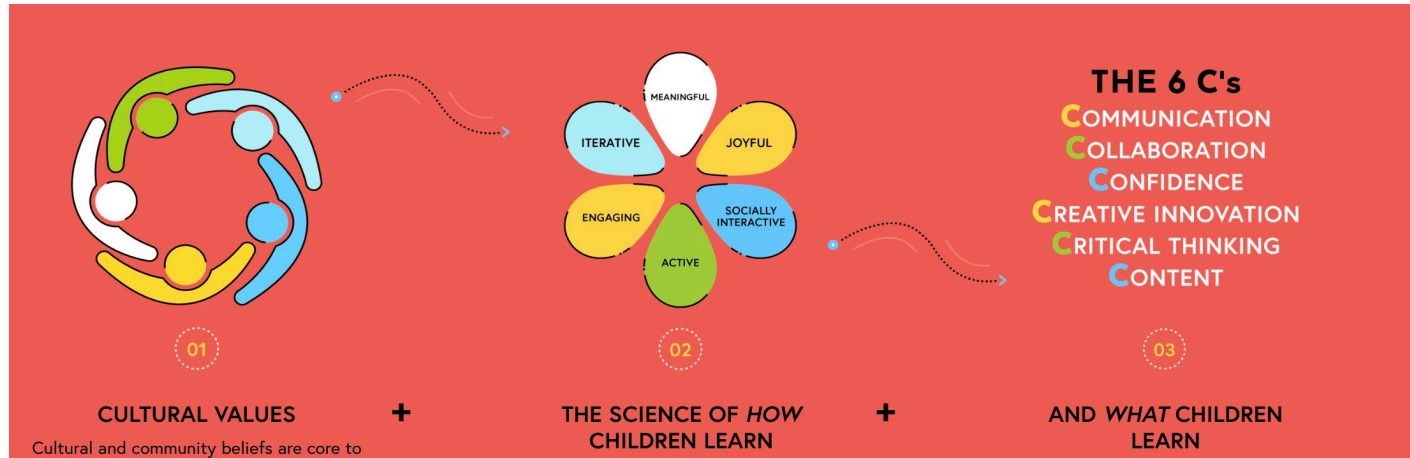 MEANINGFUL
ITERATIVE
JOYFUL
ENGAGING
SOCIALLY
INTERACTIVE
ACTIVE
THE 6 C's
COMMUNICATION
COLLABORATION
CONFIDENCE
CREATIVE INNOVATION
CRITICAL THINKING
CONTENT
01
02
03
CULTURAL VALUES
+
THE SCIENCE OF HOW
CHILDREN LEARN
+
AND WHAT CHILDREN
LEARN
Cultural and community beliefs are core to